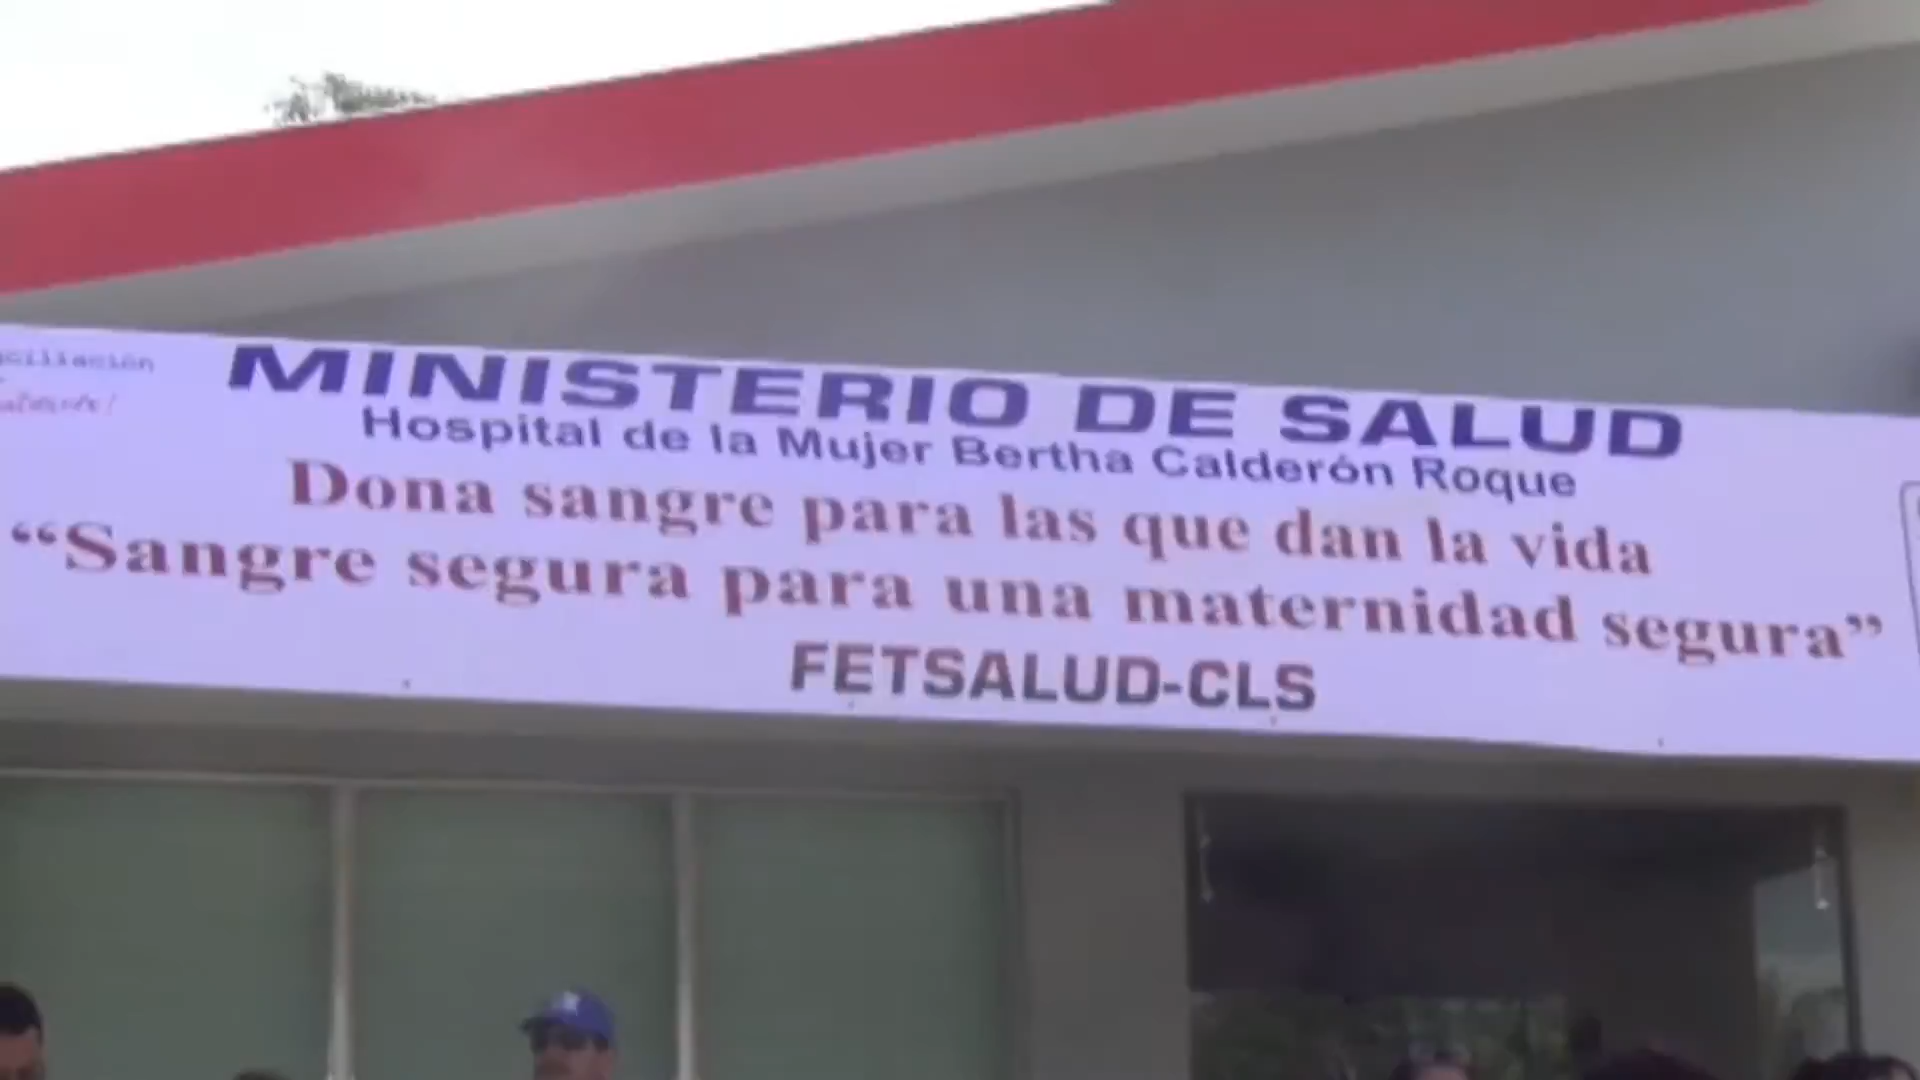 MINISTERIO DE SALUD
Hospital de la Mujer Bertha Calderón Roque
Dona sangre para las que dan la vida
“Sangre segura para una maternidad segura”
FETSALUD-CLS